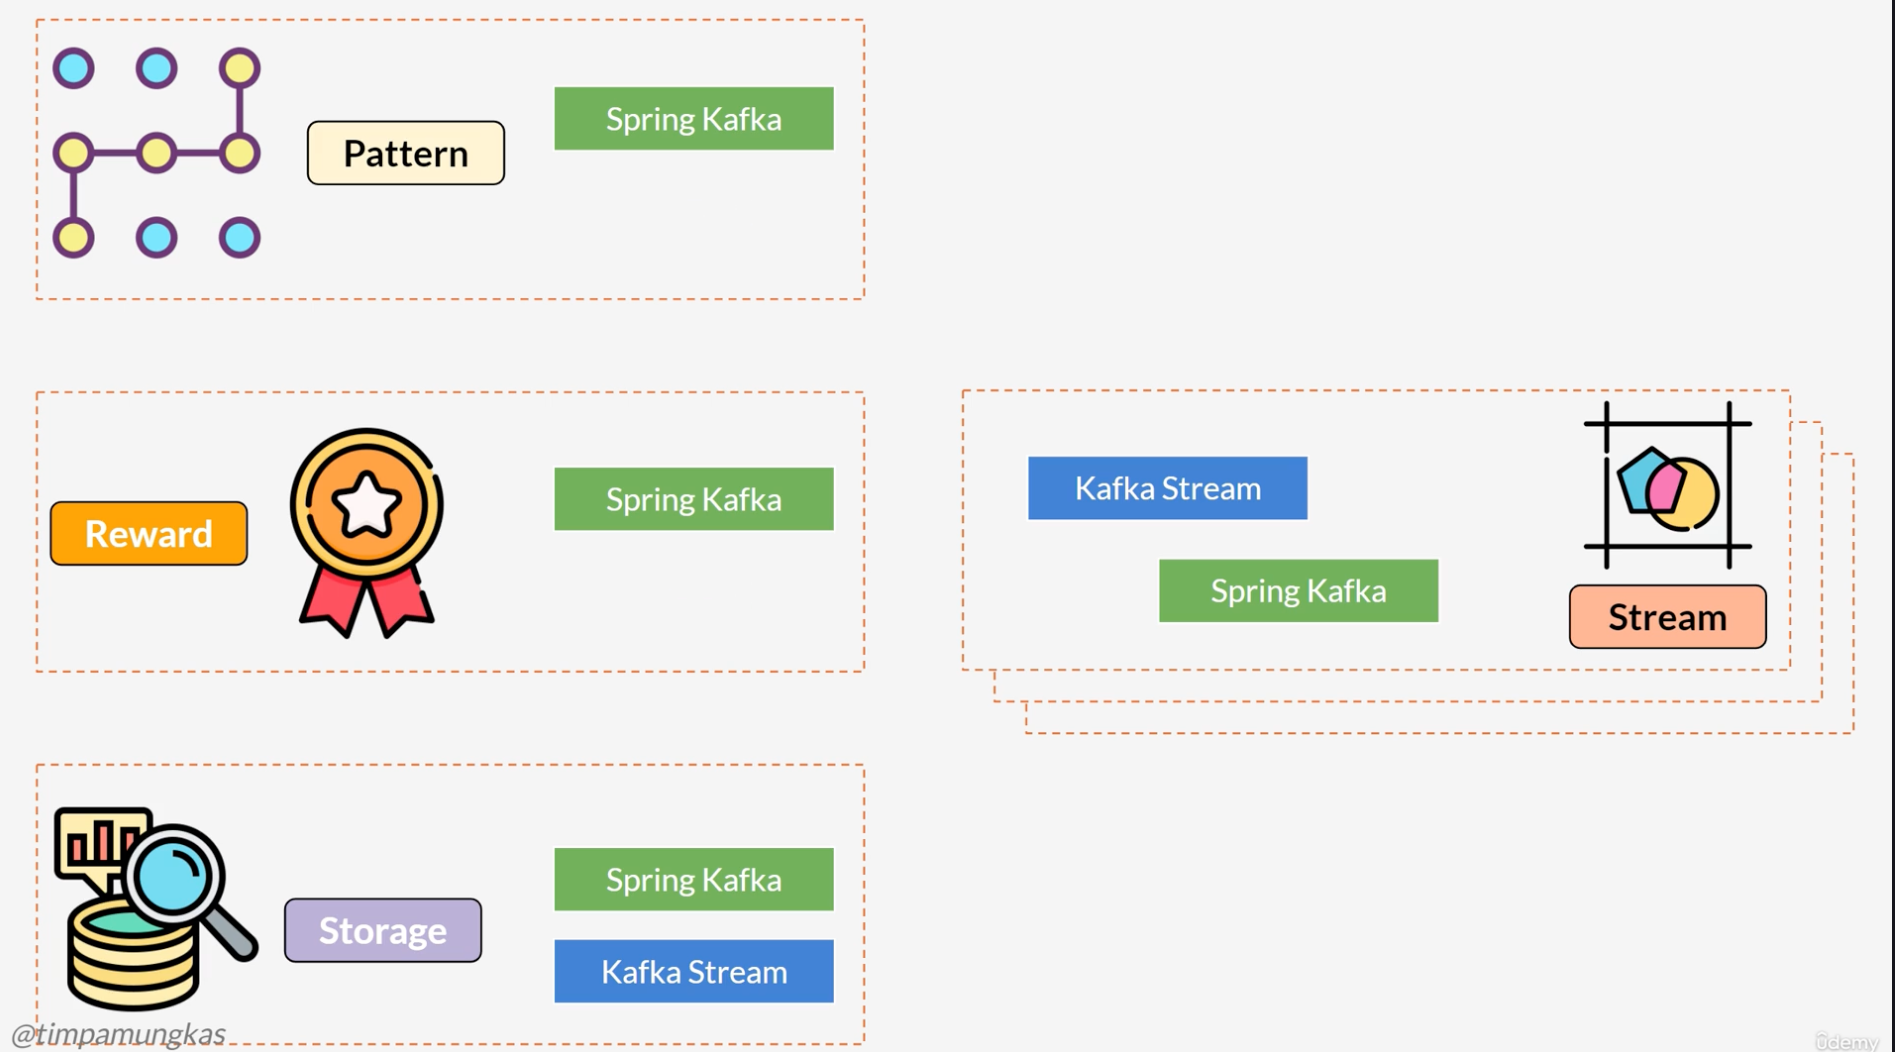 Pattern
Spring Kafka
Reward
Spring Kafka
Kafka Stream
Spring Kafka
Stream
Storage
Spring Kafka
Kafka Stream
@timpamungkas
ûdemy